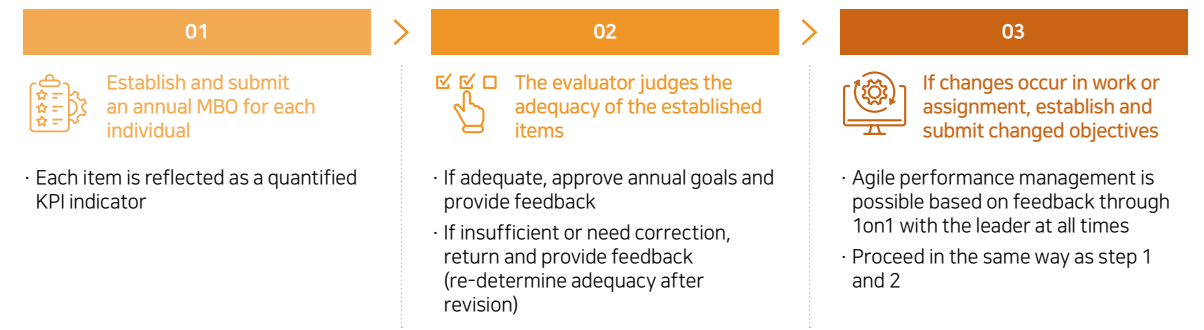 01
Establish and submit
an annual MBO for each
individual
· Each item is reflected as a quantified
KPI indicator
02
The evaluator judges the
adequacy of the established
items
· If adequate, approve annual goals and
provide feedback
· If insufficient or need correction,
return and provide feedback
(re-determine adequacy after
revision)
03
If changes occur in work or
assignment, establish and
submit changed objectives
· Agile performance management is
possible based on feedback through
1on1 with the leader at all times
· Proceed in the same way as step 1
and 2